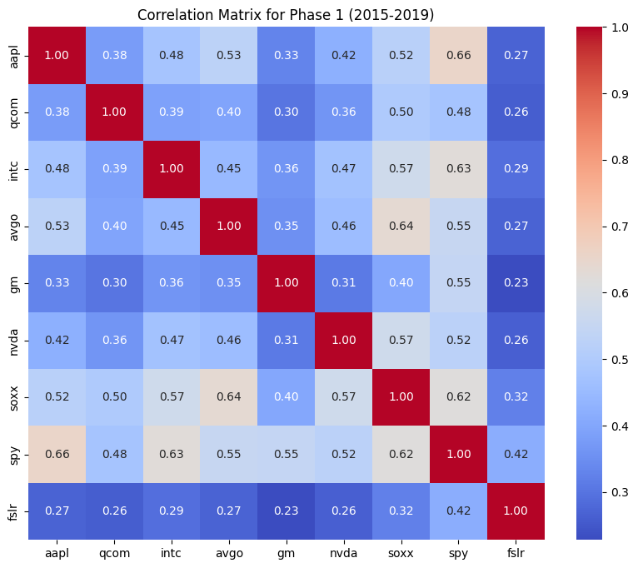 Correlation Matrix for Phase 1 (2015-2019)
aapl 1.00 0.38 0.48 0.53 0.33 0.42 0.52 0.66 0.27
qcom 0.38 1.00 0.39 0.40 0.30 0.36 0.50 0.48 0.26
intc 0.48 0.39 1.00 0.45 0.36 0.47 0.57 0.63 0.29
avgo 0.53 0.40 0.45 1.00 0.35 0.46 0.64 0.55 0.27
gm 0.33 0.30 0.36 0.35 1.00 0.31 0.40 0.55 0.23
nvda 0.42 0.36 0.47 0.46 0.31 1.00 0.57 0.52 0.26
soxx 0.52 0.50 0.57 0.64 0.40 0.57 1.00 0.62 0.32
spy 0.66 0.48 0.63 0.55 0.55 0.52 0.62 1.00 0.42
fslr 0.27 0.26 0.29 0.27 0.23 0.26 0.32 0.42 1.00
aapl qcom intc avgo gm nvda soxx spy fslr
1.0
0.9
0.8
0.7
0.6
0.5
0.4
0.3